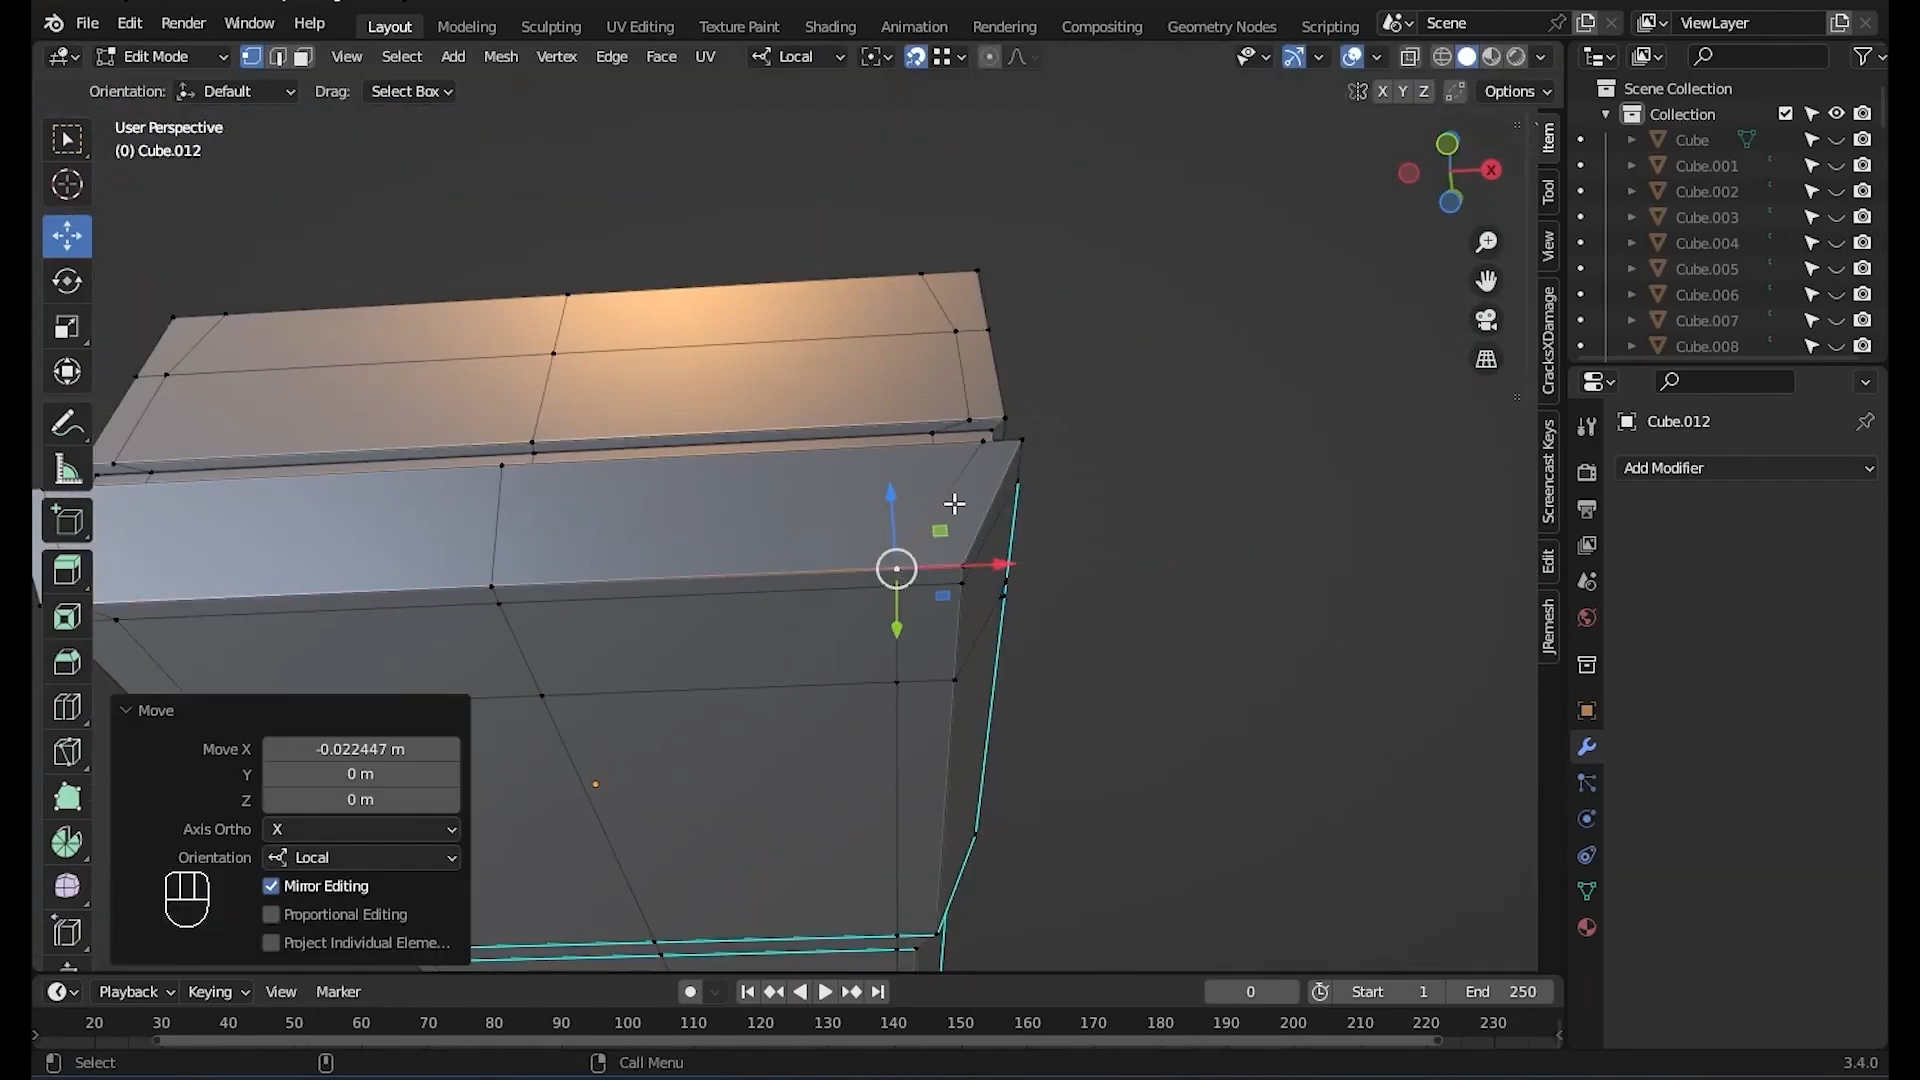 File Edit Render Window Help Layout Modeling Sculpting UV Editing Texture Paint Shading Animation Rendering Compositing Geometry Nodes Scripting Scene ViewLayer
Edit Mode View Select Add Mesh Vertex Edge Face UV Local
Orientation: Default Drag: Select Box X Y Z Options
User Perspective
(0) Cube.012
X
Item
Tool
View
CracksXDamage
Screencast Keys
Edit
JRemesh
Scene Collection
Collection
Cube
Cube.001
Cube.002
Cube.003
Cube.004
Cube.005
Cube.006
Cube.007
Cube.008
Cube.012
Add Modifier
Move
Move X -0.022447 m
Y 0 m
Z 0 m
Axis Ortho X
Orientation Local
Mirror Editing
Proportional Editing
Project Individual Eleme...
Playback Keying View Marker 0 Start 1 End 250
20 30 40 50 60 70 80 90 100 110 120 130 140 150 160 170 180 190 200 210 220 230
Select Call Menu 3.4.0